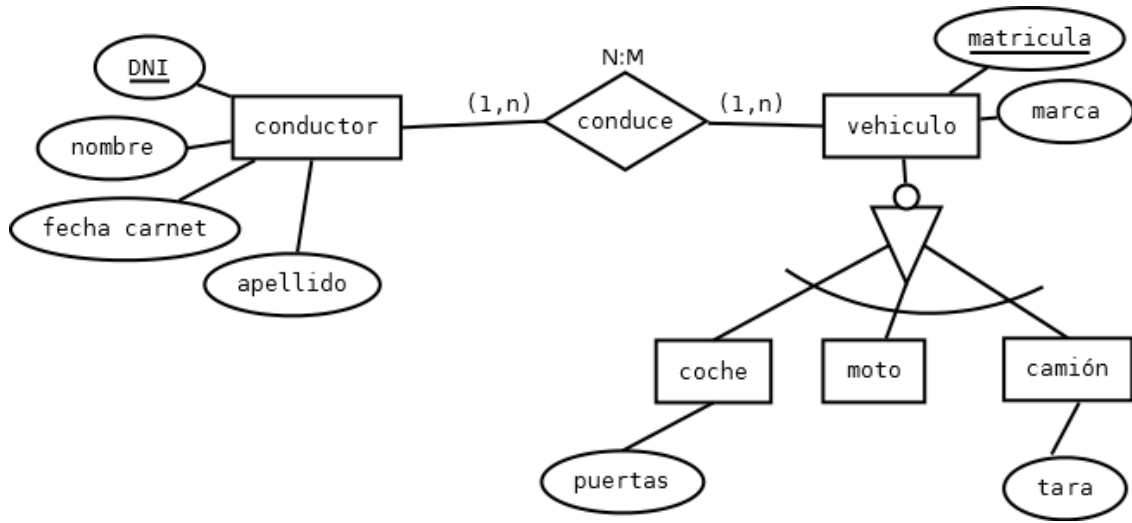 matricula
N:M
DNI
(1,n)
(1,n)
marca
conductor
conduce
vehiculo
nombre
fecha carnet
apellido
coche
moto
camión
puertas
tara